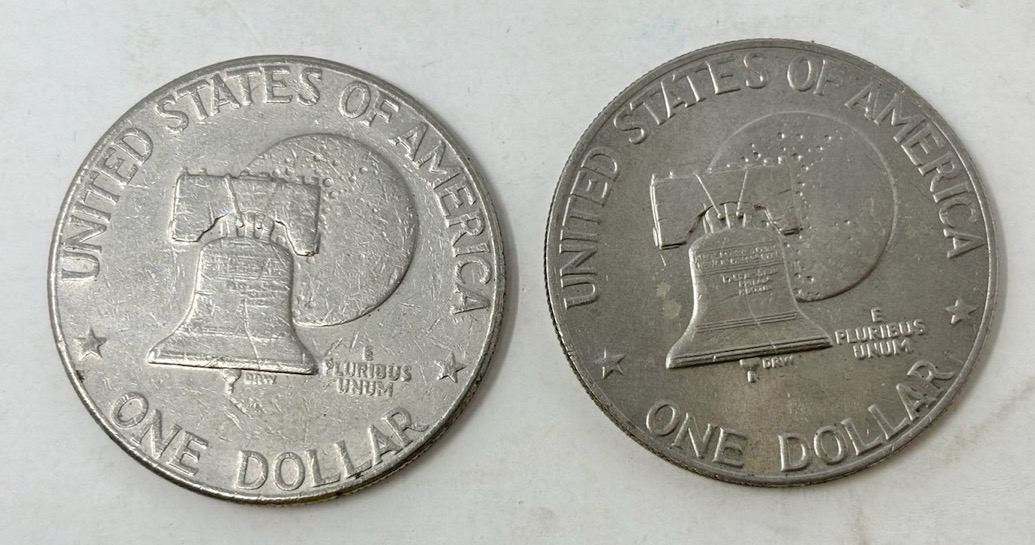 UNITED STATES OF AMERICA
E
PLURIBUS
UNUM
DRW
ONE DOLLAR
UNITED STATES OF AMERICA
E
PLURIBUS
UNUM
DRW
ONE DOLLAR